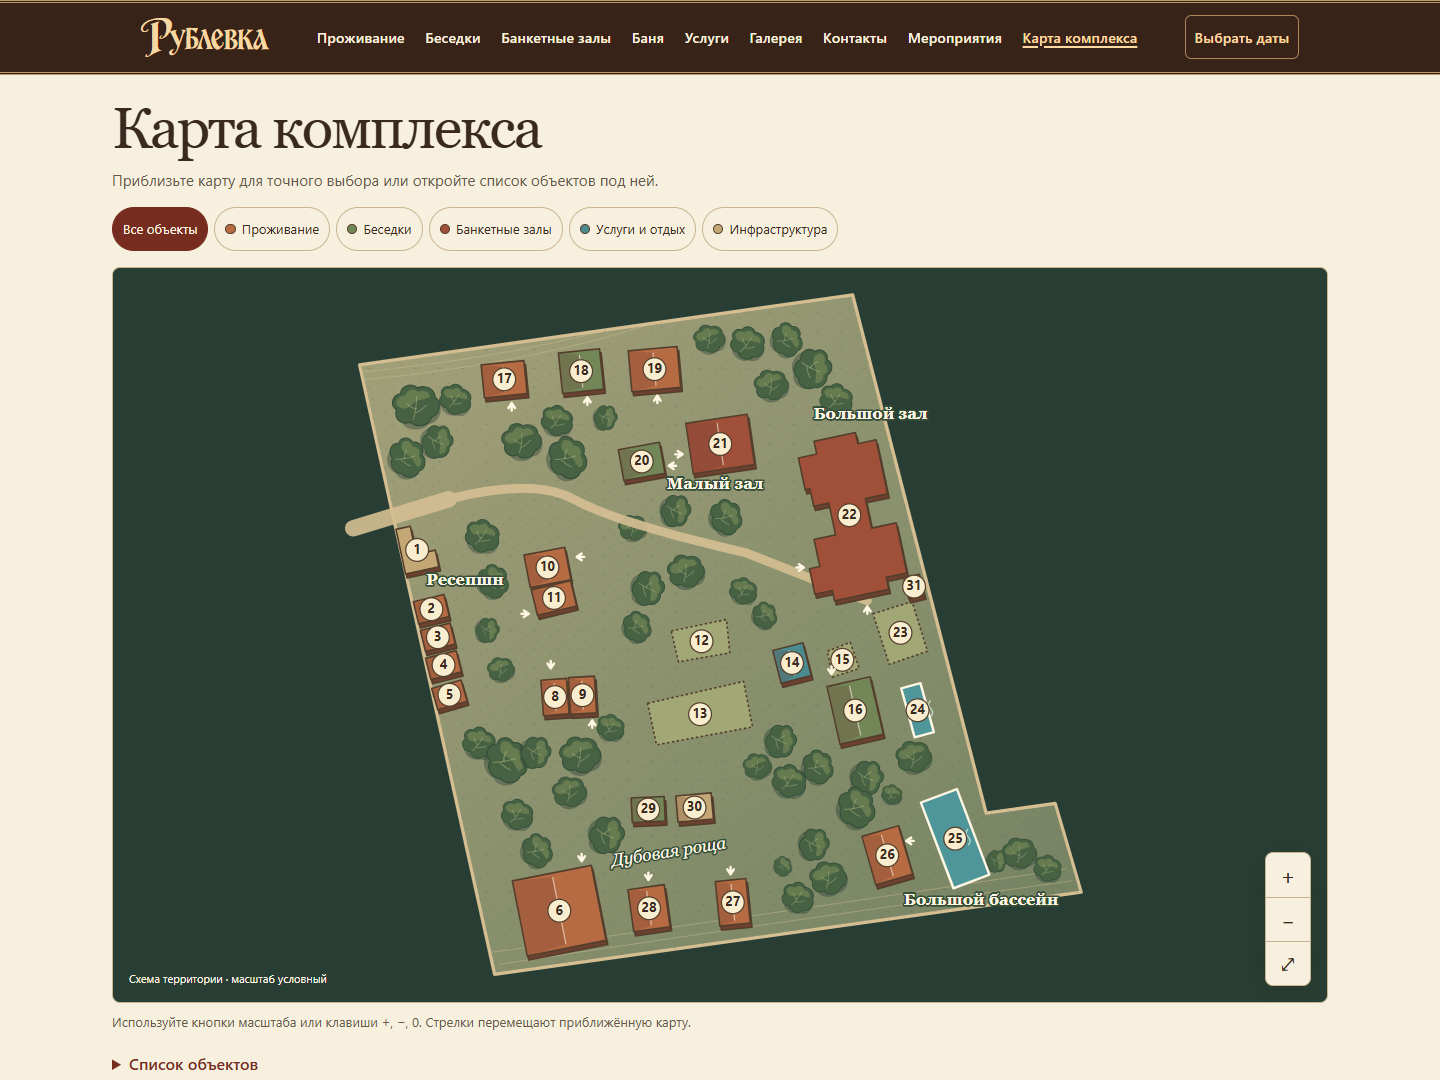 Рублевка
Проживание Беседки Банкетные залы Баня Услуги Галерея Контакты Мероприятия Карта комплекса Выбрать даты
Карта комплекса
Приблизьте карту для точного выбора или откройте список объектов под ней.
Все объекты Проживание Беседки Банкетные залы Услуги и отдых Инфраструктура
17 18 19
Большой зал
20 21
Малый зал
22
1
Ресепшн
10
11
31
2
3
4
5
12
23
14 15
8 9
13
16 24
29 30
25
Дубовая роща
26
Большой бассейн
6 28 27
Схема территории · масштаб условный
+
−
⤢
Используйте кнопки масштаба или клавиши +, −, 0. Стрелки перемещают приближённую карту.
Список объектов